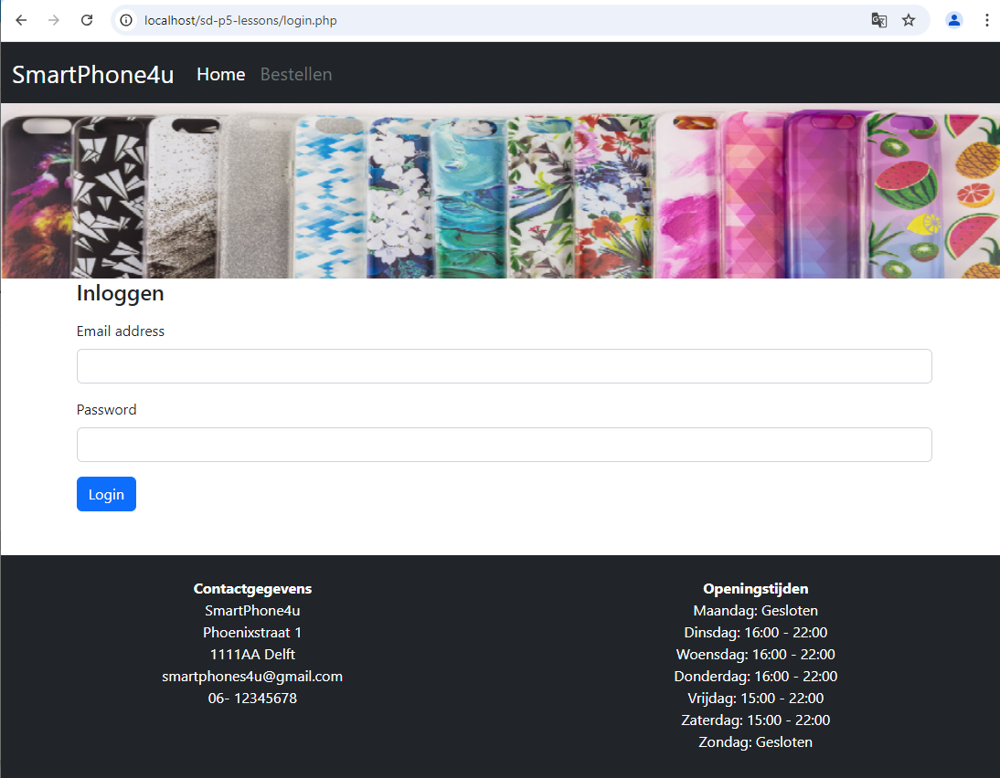 localhost/sd-p5-lessons/login.php
SmartPhone4u Home Bestellen
Inloggen
Email address
Password
Login
Contactgegevens
SmartPhone4u
Phoenixstraat 1
1111AA Delft
smartphones4u@gmail.com
06- 12345678
Openingstijden
Maandag: Gesloten
Dinsdag: 16:00 - 22:00
Woensdag: 16:00 - 22:00
Donderdag: 16:00 - 22:00
Vrijdag: 15:00 - 22:00
Zaterdag: 15:00 - 22:00
Zondag: Gesloten